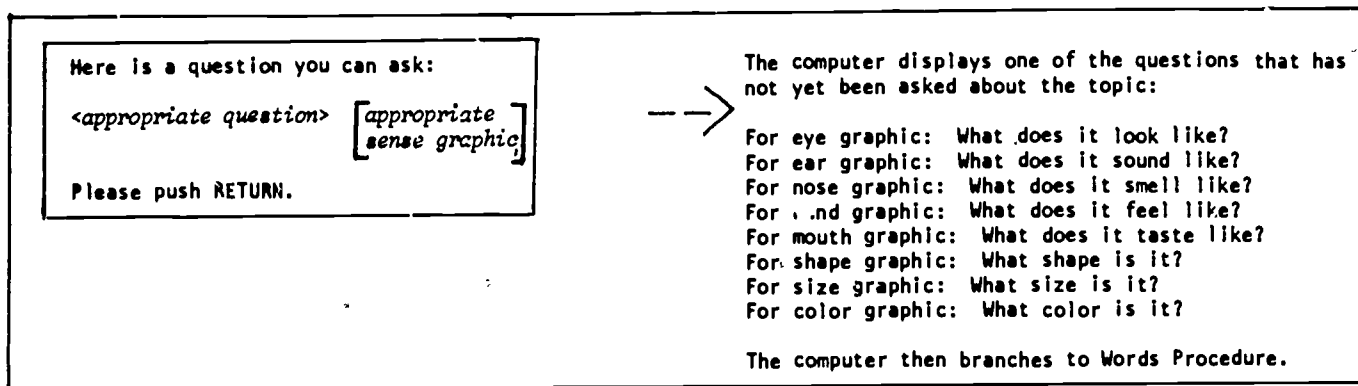 Here is a question you can ask:
<appropriate question> [appropriate
sense graphic]
Please push RETURN.
The computer displays one of the questions that has
not yet been asked about the topic:
For eye graphic: What does it look like?
For ear graphic: What does it sound like?
For nose graphic: What does it smell like?
For graphic: What does it feel like?
For mouth graphic: What does it taste like?
For shape graphic: What shape is it?
For size graphic: What size is it?
For color graphic: What color is it?
The computer then branches to Words Procedure.